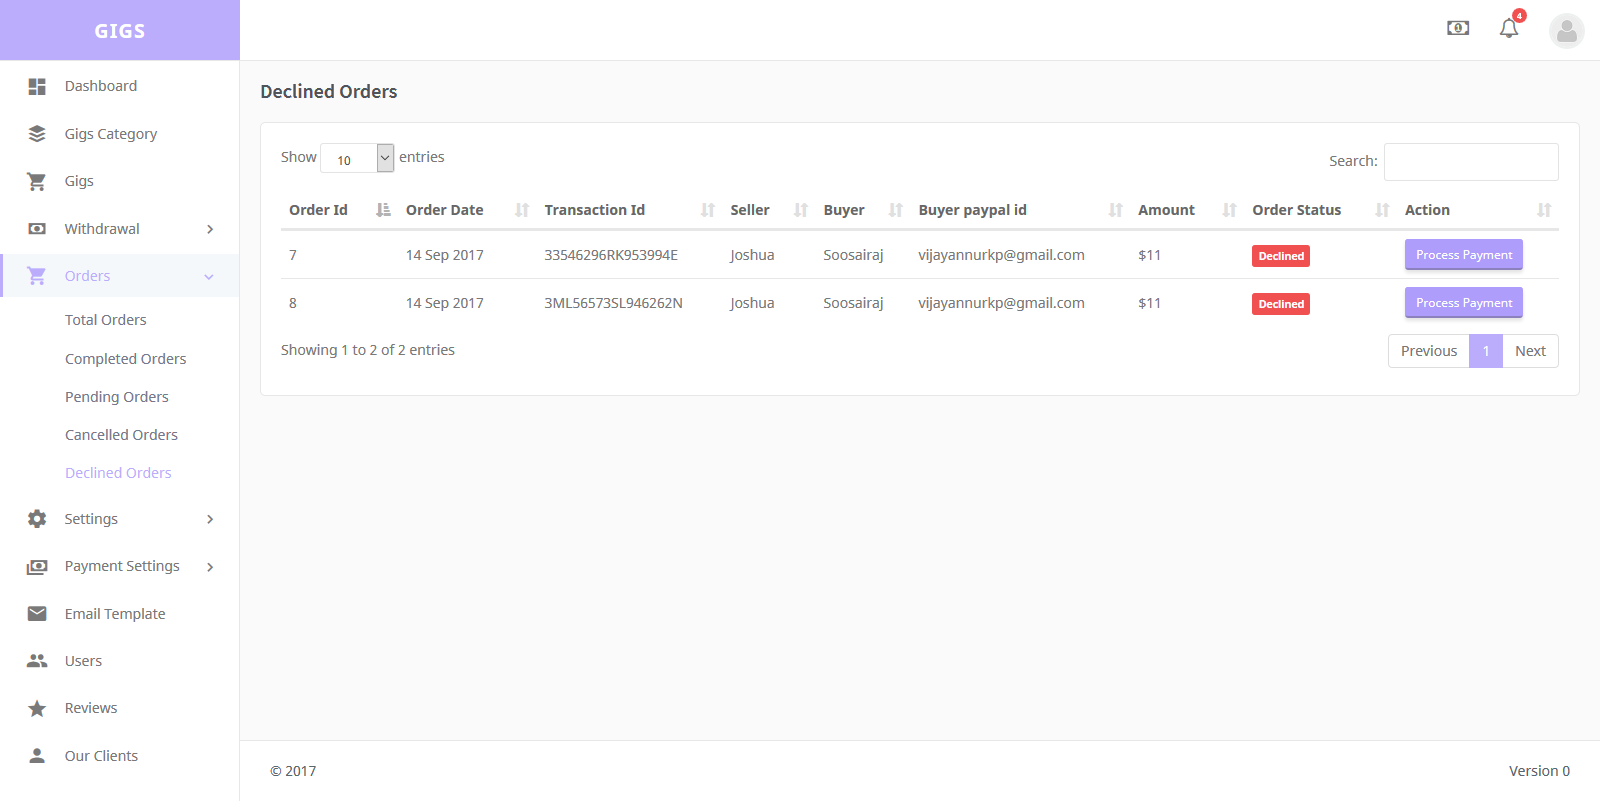 GIGS
4
Dashboard
Gigs Category
Gigs
Withdrawal
Orders
Total Orders
Completed Orders
Pending Orders
Cancelled Orders
Declined Orders
Settings
Payment Settings
Email Template
Users
Reviews
Our Clients
Declined Orders
Show 10 entries Search:
Order Id Order Date Transaction Id Seller Buyer Buyer paypal id Amount Order Status Action
7 14 Sep 2017 33546296RK953994E Joshua Soosairaj vijayannurkp@gmail.com $11 Declined Process Payment
8 14 Sep 2017 3ML56573SL946262N Joshua Soosairaj vijayannurkp@gmail.com $11 Declined Process Payment
Showing 1 to 2 of 2 entries Previous 1 Next
© 2017 Version 0